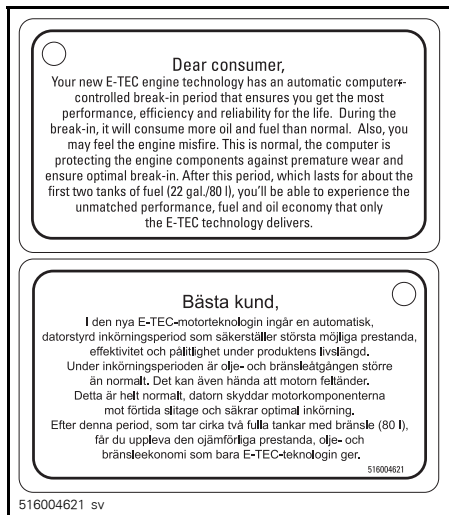 Dear consumer,
Your new E-TEC engine technology has an automatic computer-
controlled break-in period that ensures you get the most
performance, efficiency and reliability for the life. During the
break-in, it will consume more oil and fuel than normal. Also, you
may feel the engine misfire. This is normal, the computer is
protecting the engine components against premature wear and
ensure optimal break-in. After this period, which lasts for about the
first two tanks of fuel (22 gal./80 l), you'll be able to experience the
unmatched performance, fuel and oil economy that only
the E-TEC technology delivers.
Bästa kund,
I den nya E-TEC-motorteknologin ingår en automatisk,
datorstyrd inkörningsperiod som säkerställer största möjliga prestanda,
effektivitet och pålitlighet under produktens livslängd.
Under inkörningsperioden är olje- och bränsleåtgången större
än normalt. Det kan även hända att motorn feltänder.
Detta är helt normalt, datorn skyddar motorkomponenterna
mot förtida slitage och säkrar optimal inkörning.
Efter denna period, som tar cirka två fulla tankar med bränsle (80 l),
får du uppleva den ojämförliga prestanda, olje- och
bränsleekonomi som bara E-TEC-teknologin ger.
516004621
516004621 sv